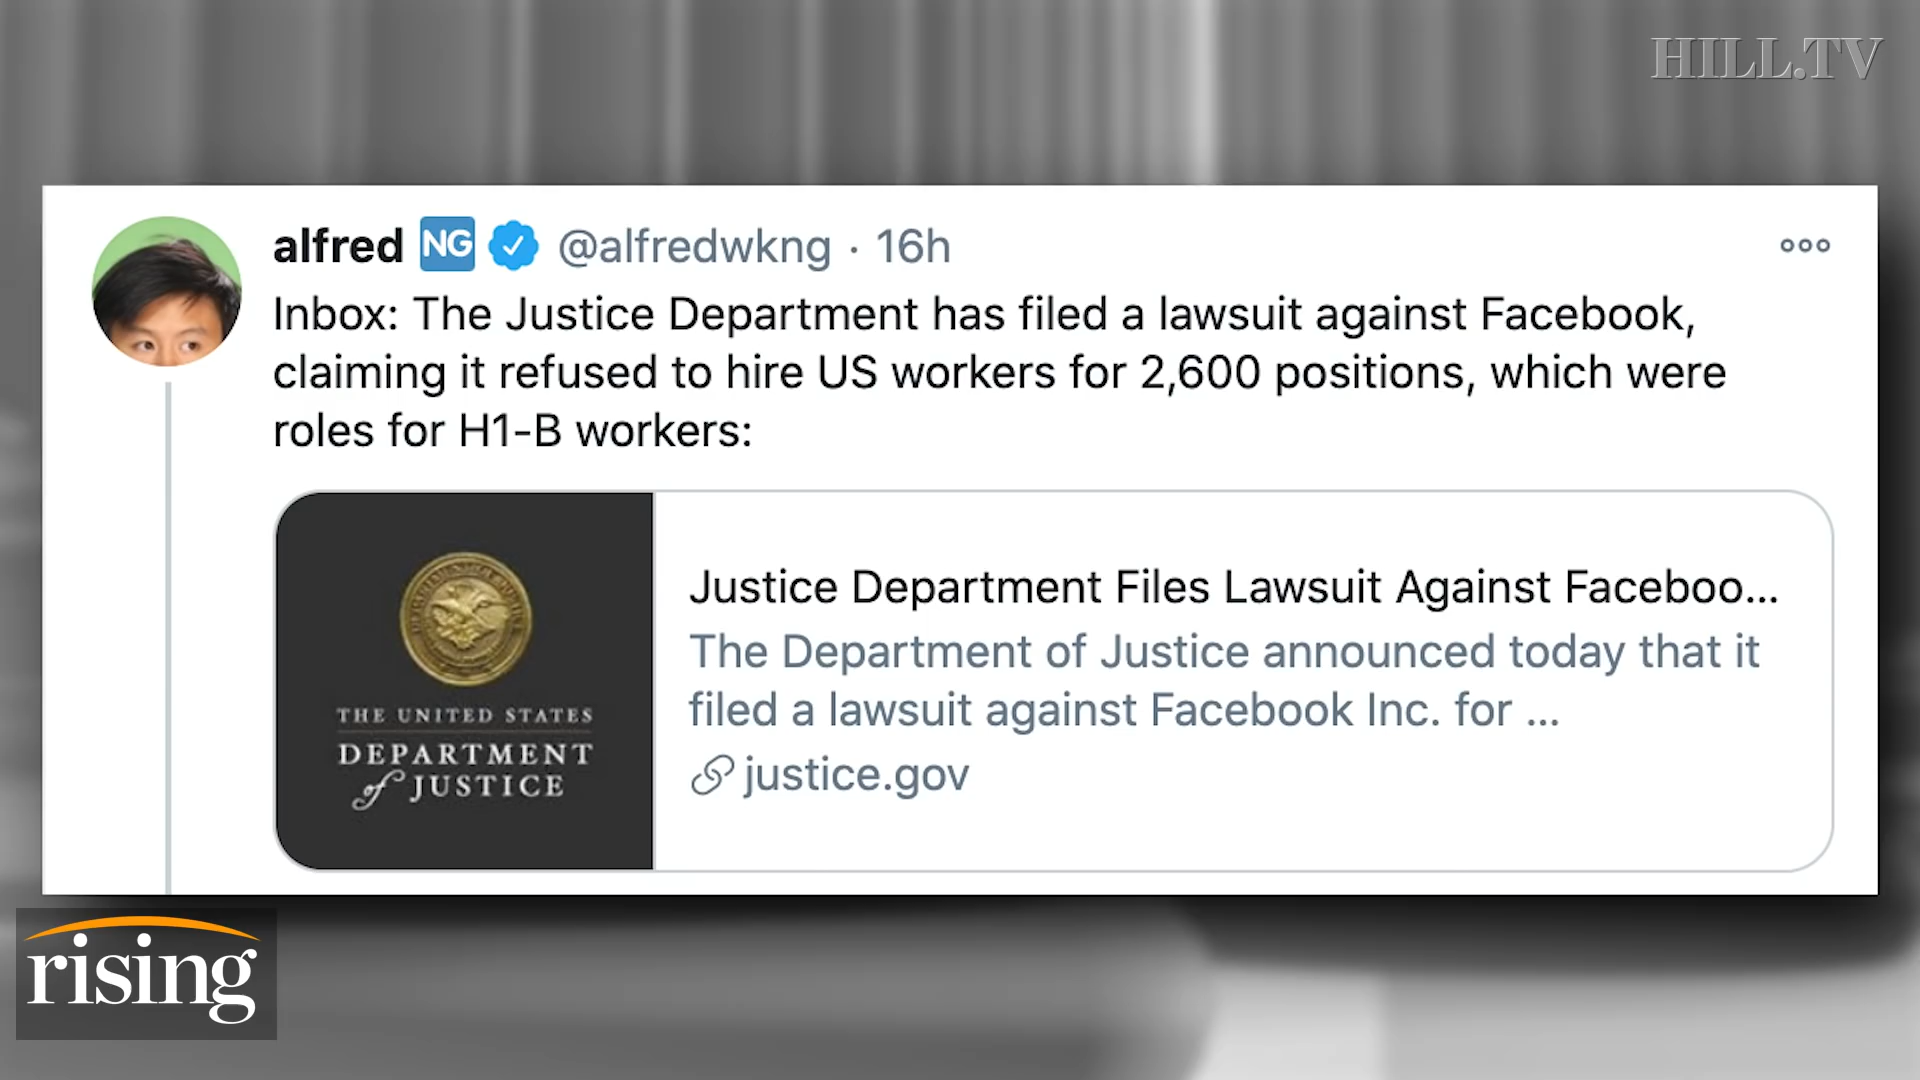 HILL.TV
alfred NG @alfredwkng · 16h
Inbox: The Justice Department has filed a lawsuit against Facebook,
claiming it refused to hire US workers for 2,600 positions, which were
roles for H1-B workers:
THE UNITED STATES
DEPARTMENT
of JUSTICE
Justice Department Files Lawsuit Against Faceboo...
The Department of Justice announced today that it
filed a lawsuit against Facebook Inc. for ...
justice.gov
rising